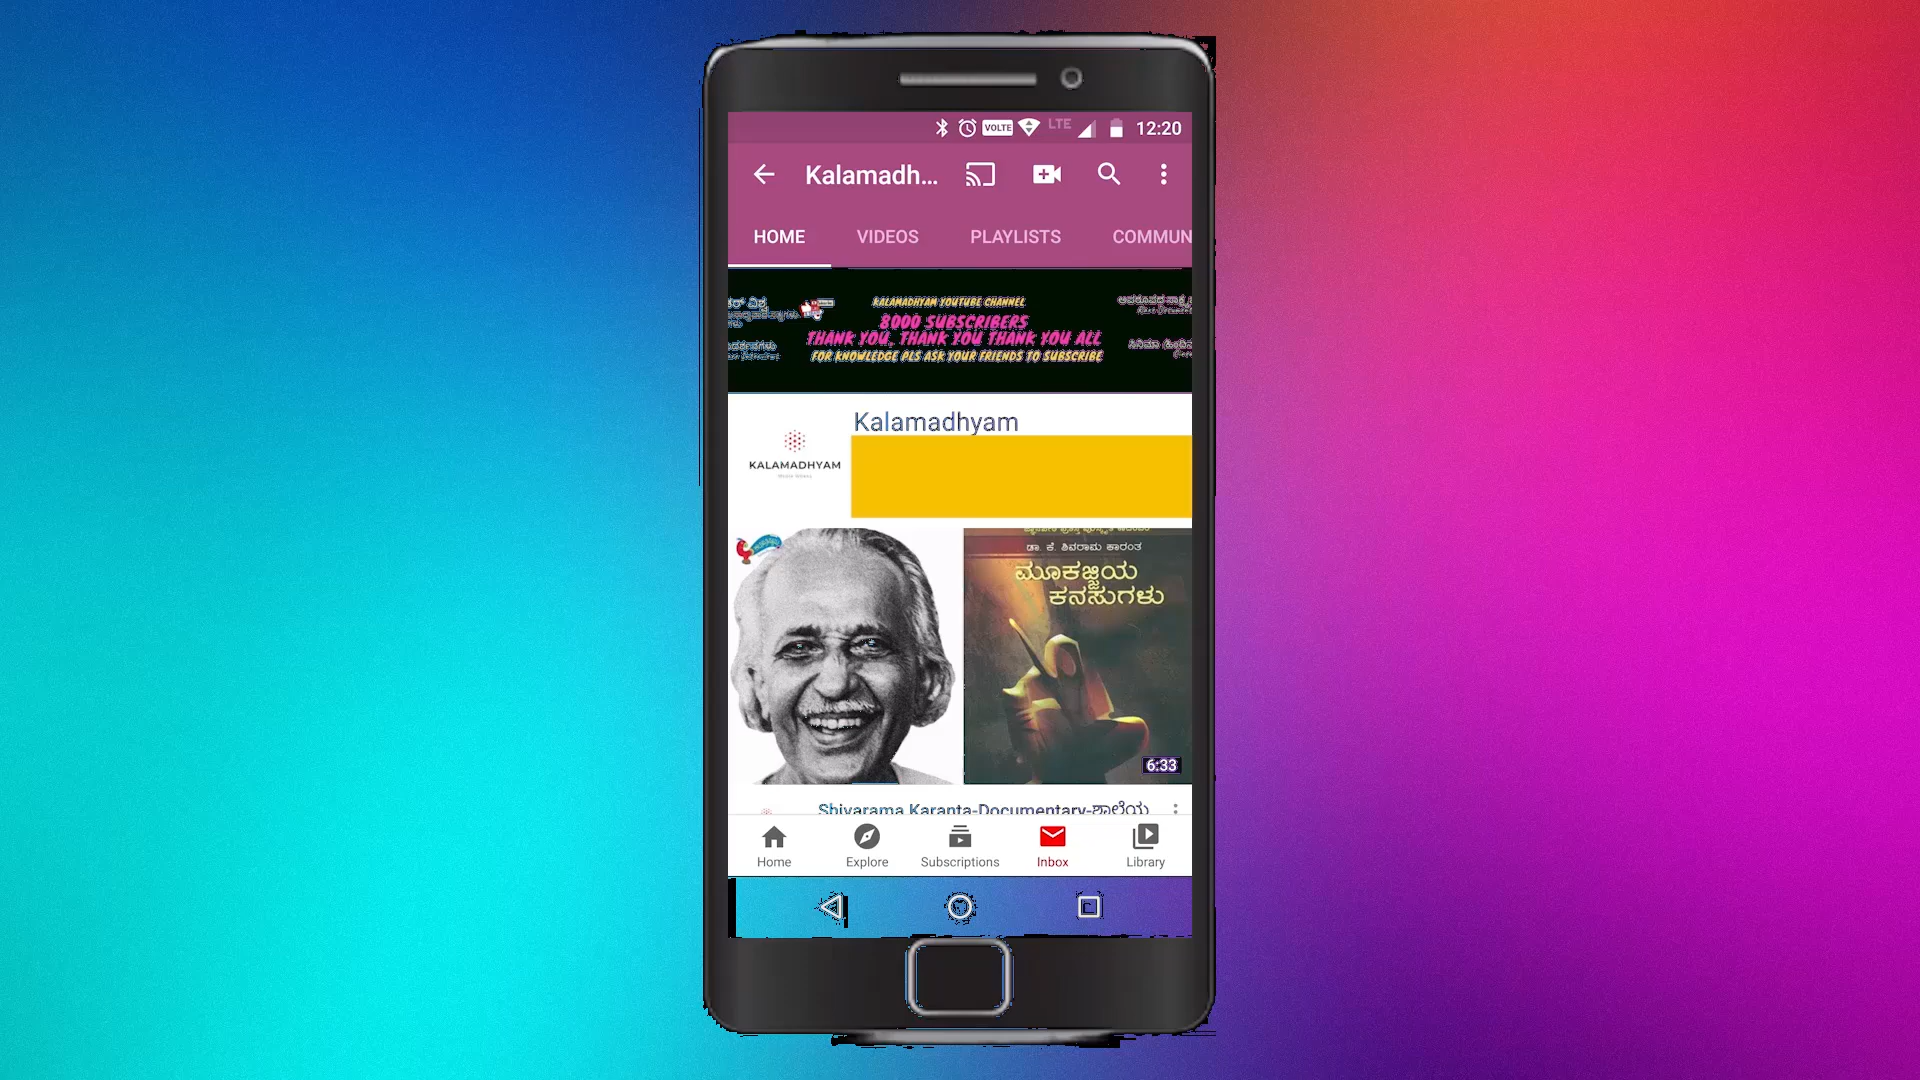 VOLTE LTE 12:20
Kalamadh...
HOME VIDEOS PLAYLISTS COMMUN
KALAMADHYAM YOUTUBE CHANNEL
8000 SUBSCRIBERS
THANK YOU, THANK YOU THANK YOU ALL
FOR KNOWLEDGE PLS ASK YOUR FRIENDS TO SUBSCRIBE
Kalamadhyam
KALAMADHYAM
ಡಾ. ಕೆ. ಶಿವರಾಮ ಕಾರಂತ
ಮೂಕಜ್ಜಿಯ
ಕನಸುಗಳು
6:33
Shivarama Karanta-Documentary-ಶಾಲೆಯ
Home Explore Subscriptions Inbox Library